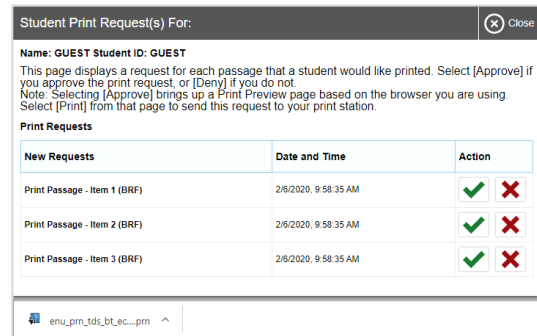 Student Print Request(s) For:
Close
Name: GUEST Student ID: GUEST
This page displays a request for each passage that a student would like printed. Select [Approve] if
you approve the print request, or [Deny] if you do not.
Note: Selecting [Approve] brings up a Print Preview page based on the browser you are using.
Select [Print] from that page to send this request to your print station.
Print Requests
New Requests Date and Time Action
Print Passage - Item 1 (BRF) 2/6/2020, 9:58:35 AM
Print Passage - Item 2 (BRF) 2/6/2020, 9:58:35 AM
Print Passage - Item 3 (BRF) 2/6/2020, 9:58:35 AM
enu_prn_tds_bt_ec....prn